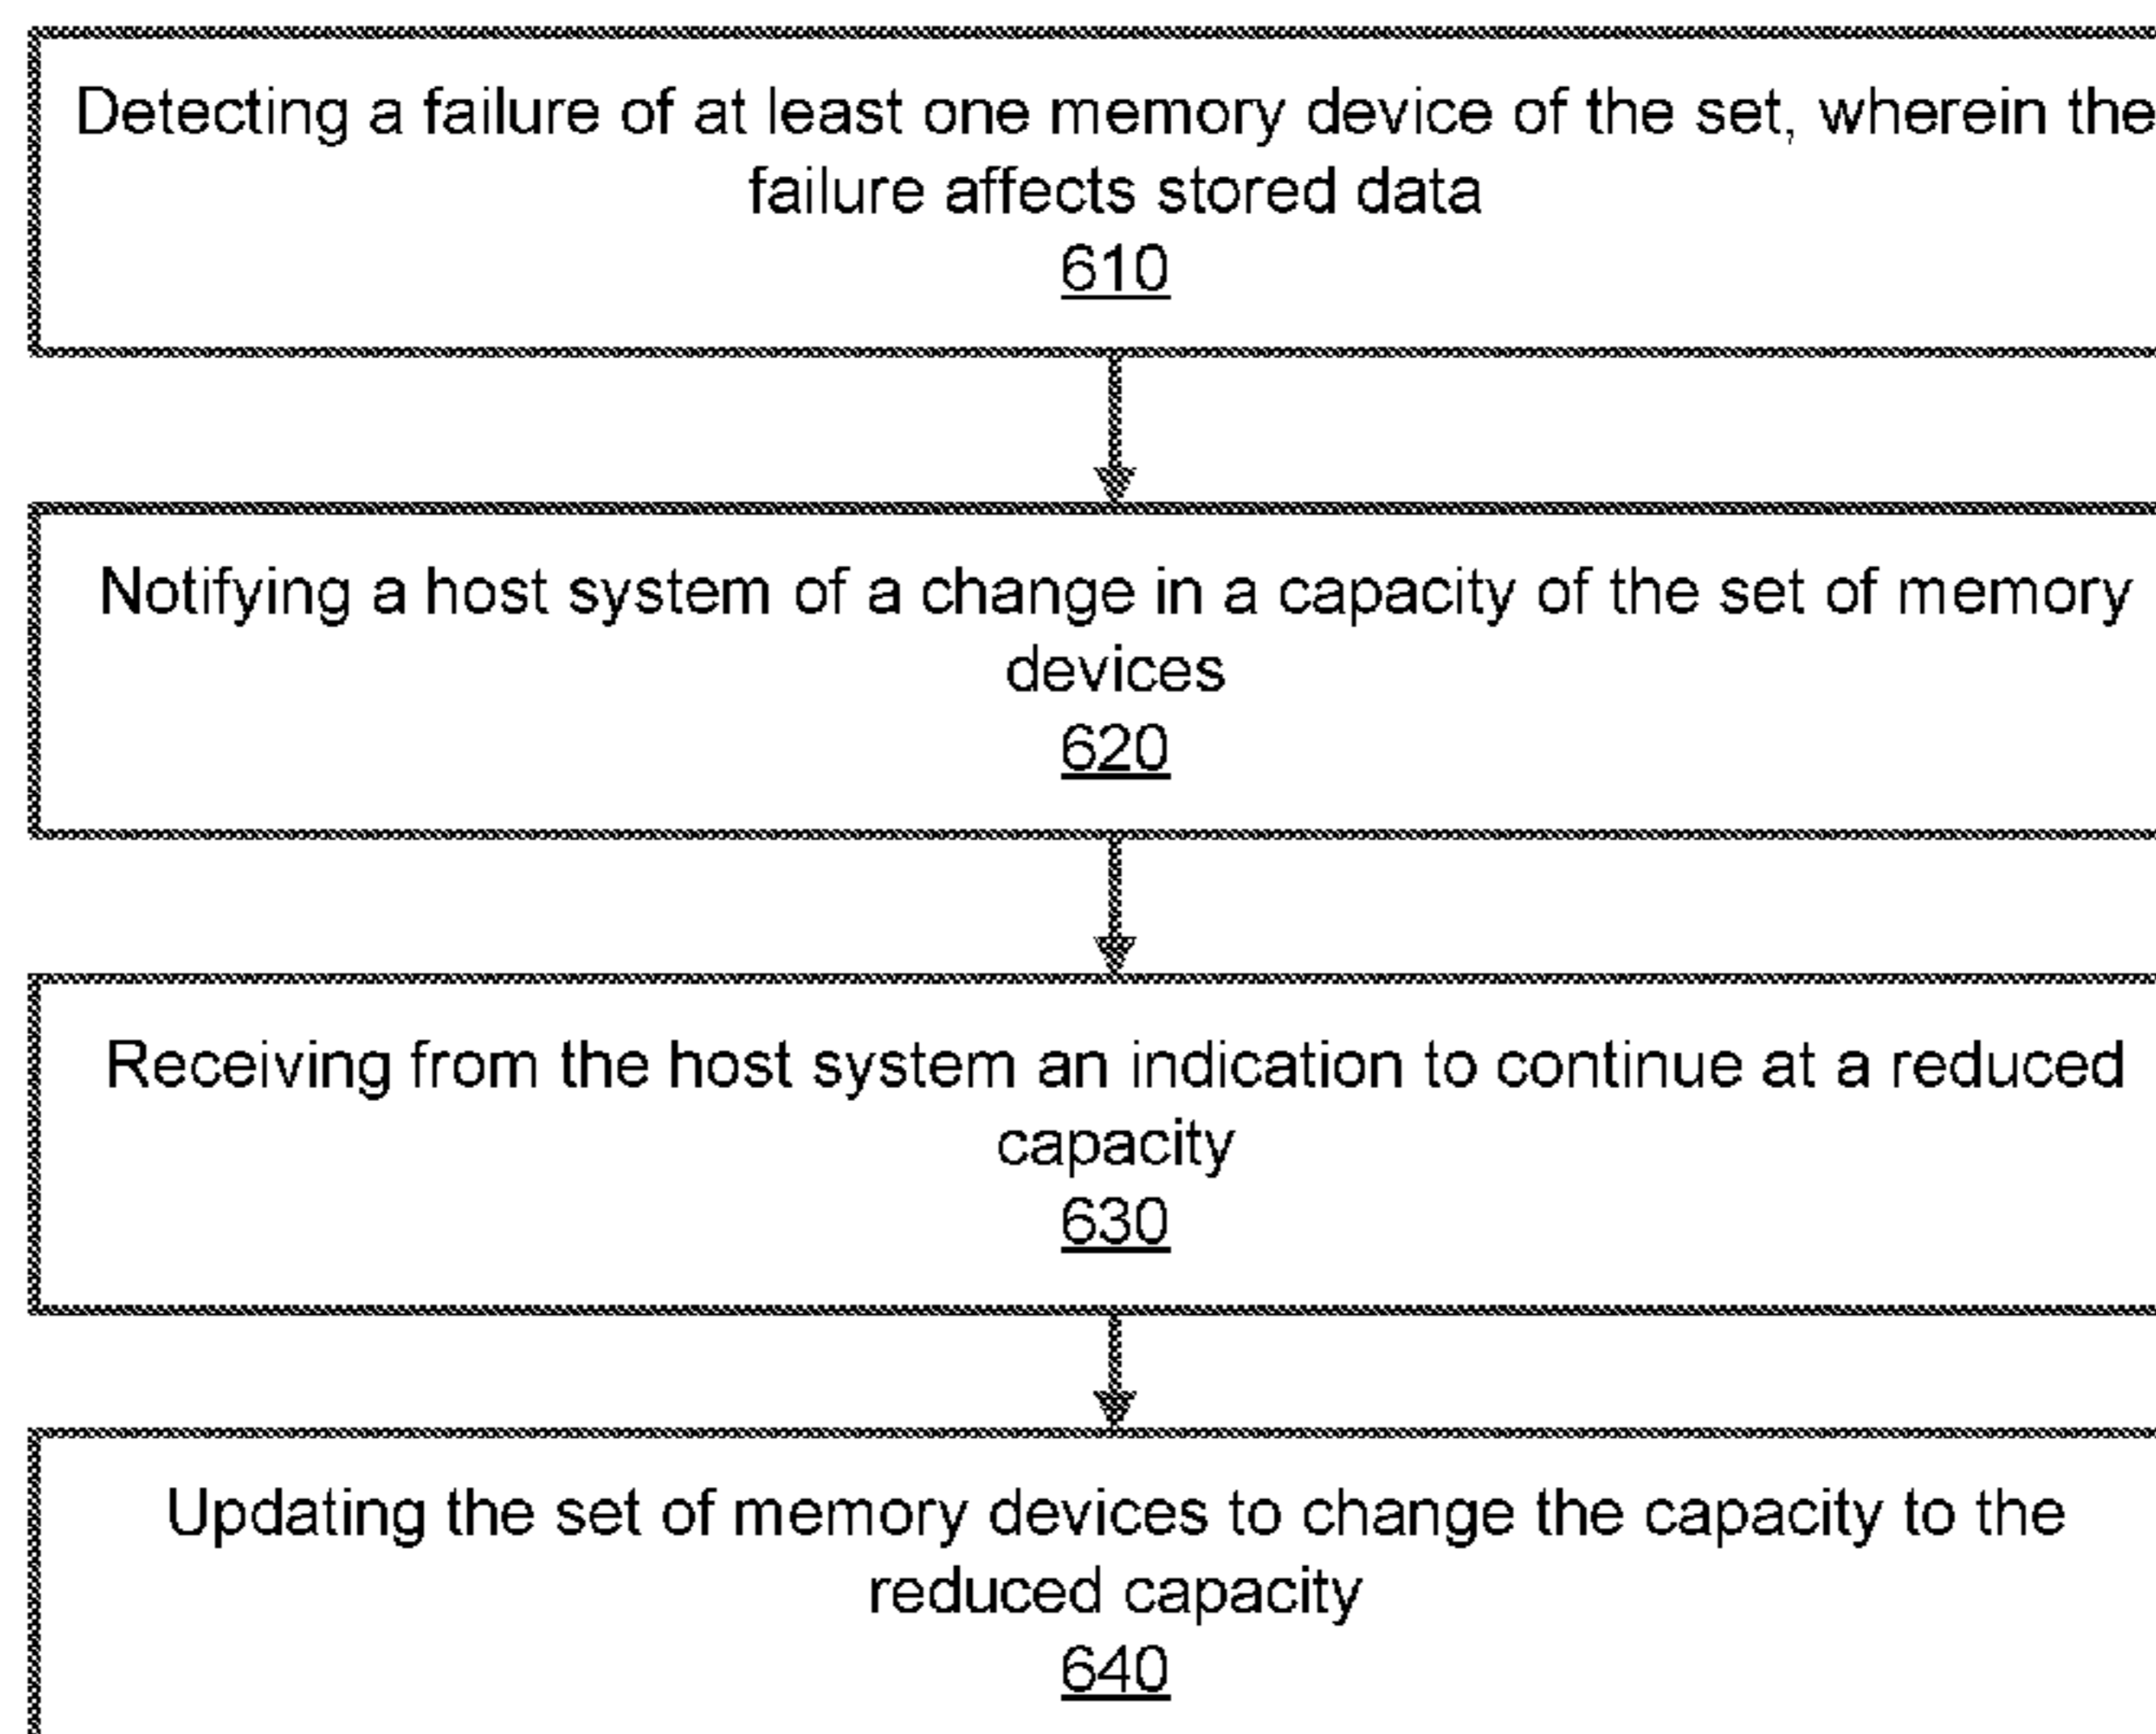 Detecting a failure of at least one memory device of the set, wherein the
failure affects stored data
610
Notifying a host system of a change in a capacity of the set of memory
devices
620
Receiving from the host system an indication to continue at a reduced
capacity
630
Updating the set of memory devices to change the capacity to the
reduced capacity
640